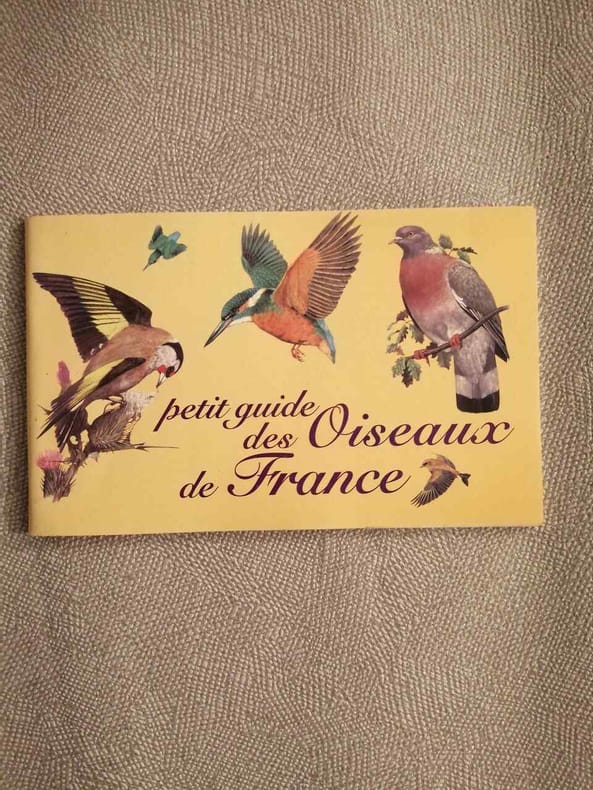 petit guide
des Oiseaux
de France